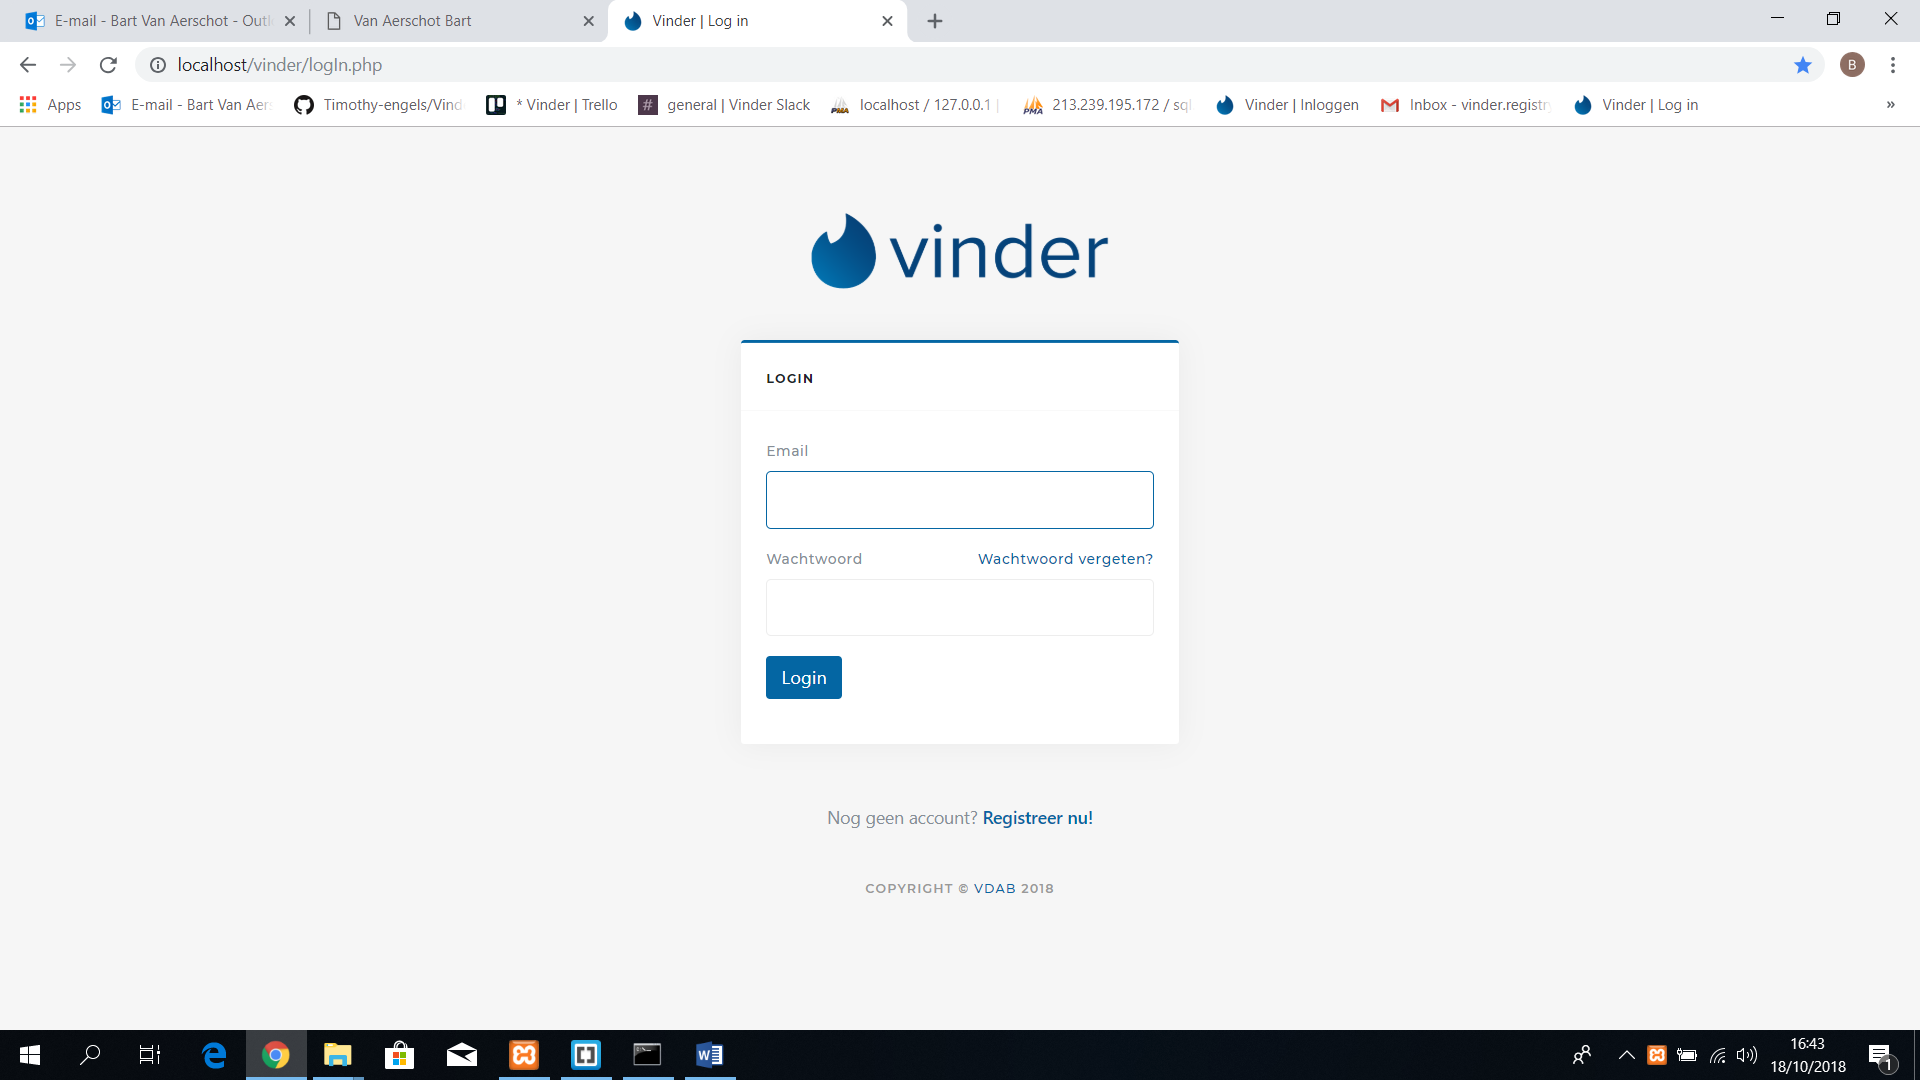 E-mail - Bart Van Aerschot - Outl
Van Aerschot Bart
Vinder | Log in
localhost/vinder/logIn.php
B
Apps
E-mail - Bart Van Aers
Timothy-engels/Vind
* Vinder | Trello
general | Vinder Slack
localhost / 127.0.0.1 |
213.239.195.172 / sql
Vinder | Inloggen
Inbox - vinder.registry
Vinder | Log in
»
vinder
LOGIN
Email
Wachtwoord
Wachtwoord vergeten?
Login
Nog geen account? Registreer nu!
COPYRIGHT © VDAB 2018
16:43
18/10/2018
1